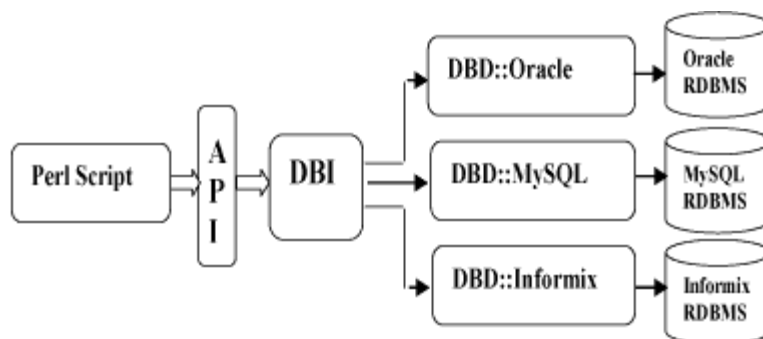 Perl Script
A
P
I
DBI
DBD::Oracle
Oracle
RDBMS
DBD::MySQL
MySQL
RDBMS
DBD::Informix
Informix
RDBMS